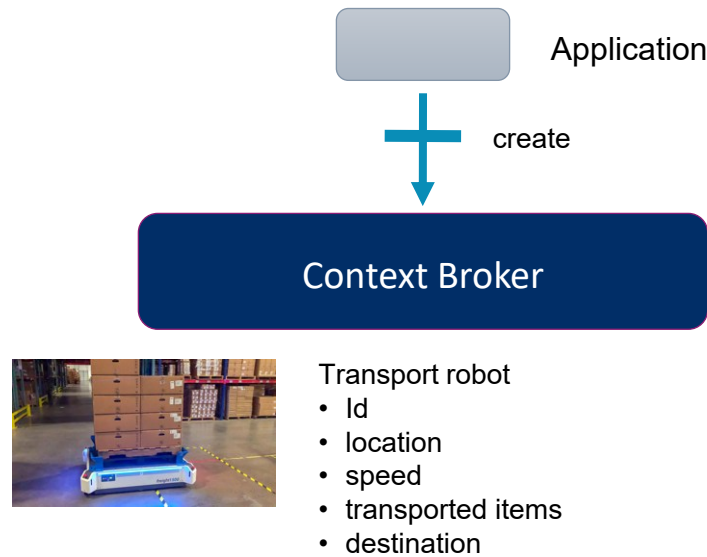 Application
create
Context Broker
Transport robot
• Id
• location
• speed
• transported items
• destination